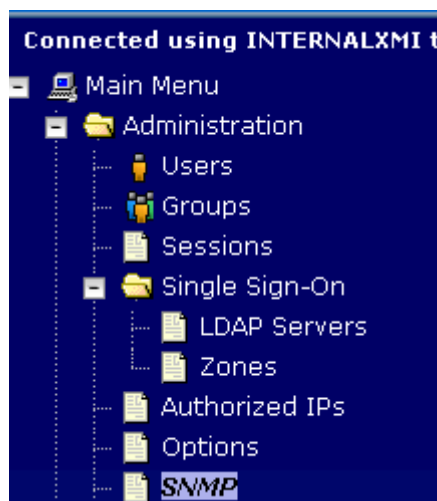 Connected using INTERNALXMI t
Main Menu
Administration
Users
Groups
Sessions
Single Sign-On
LDAP Servers
Zones
Authorized IPs
Options
SNMP